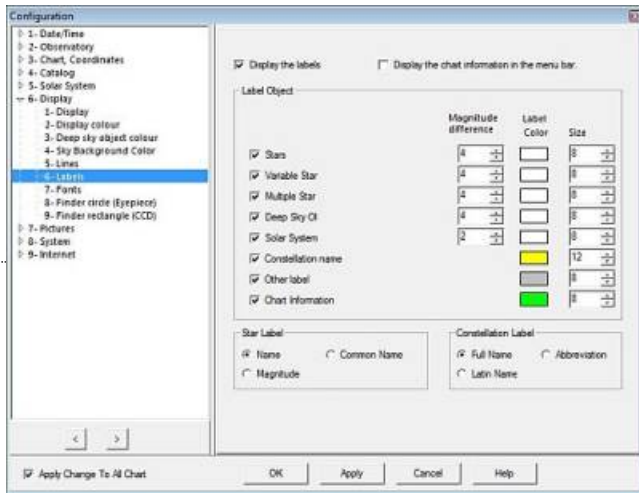 Configuration
1- Date/Time
2- Observatory
3- Chart, Coordinates
4- Catalog
5- Solar System
6- Display
1- Display
2- Display colour
3- Deep sky object colour
4- Sky Background Color
5- Lines
6- Labels
7- Fonts
8- Finder circle (Eyepiece)
9- Finder rectangle (CCD)
7- Pictures
8- System
9- Internet
< >
Display the labels Display the chart information in the menu bar.
Label Object
Magnitude difference Label Color Size
Stars 4 8
Variable Star 4 8
Multiple Star 4 8
Deep Sky Ol 4 8
Solar System 2 8
Constellation name 12
Other label 8
Chart Information 8
Star Label
Name Common Name
Magnitude
Constellation Label
Full Name Abbreviation
Latin Name
Apply Change To All Chart OK Apply Cancel Help